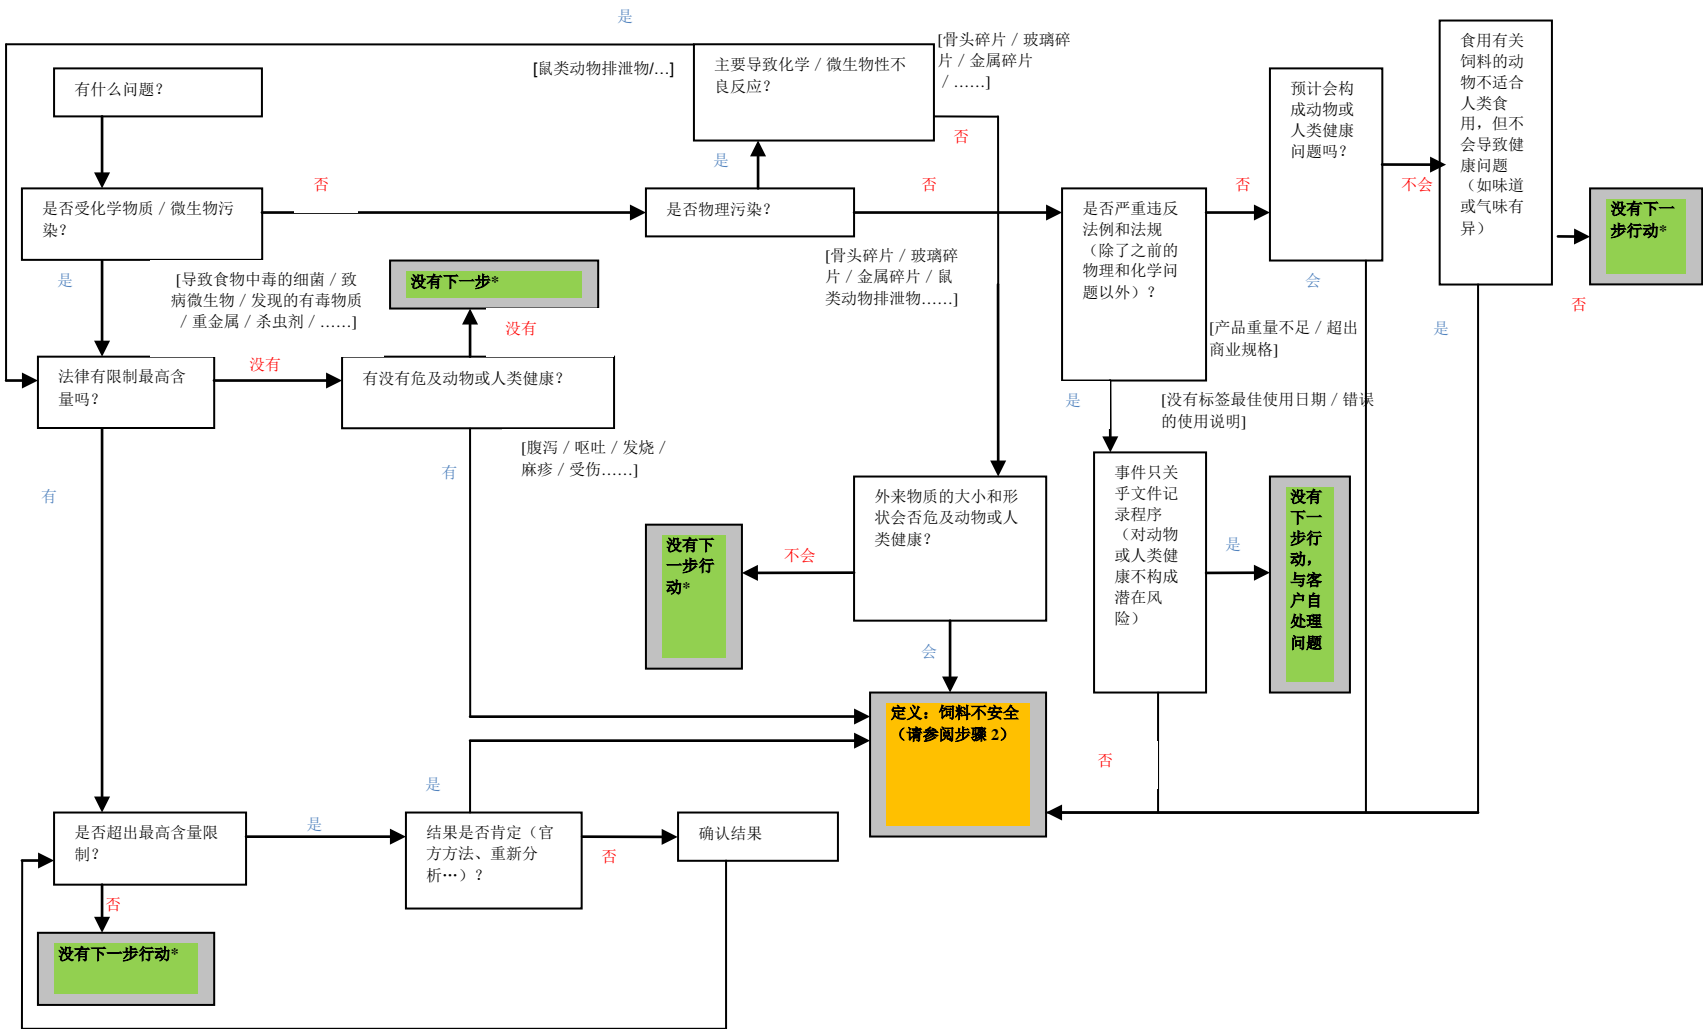 是
有什么问题？
[鼠类动物排泄物/…]
主要导致化学 / 微生物性不
良反应？
[骨头碎片 / 玻璃碎
片 / 金属碎片
/ ……]
否
预计会构
成动物或
人类健康
问题吗？
食用有关
饲料的动
物不适合
人类食
用，但不
会导致健
康问题
（如味道
或气味有
异）
不会
没有下一
步行动*
否
是
是否受化学物质 / 微生物污
染？
否
是
是否物理污染？
否
是否严重违反
法例和法规
（除了之前的
物理和化学问
题以外）？
否
会
是
[导致食物中毒的细菌 / 致
病微生物 / 发现的有毒物质
/ 重金属 / 杀虫剂 / ……]
没有下一步*
没有
[骨头碎片 / 玻璃碎
片 / 金属碎片 / 鼠
类动物排泄物……]
[产品重量不足 / 超出
商业规格]
法律有限制最高含
量吗？
没有
有没有危及动物或人类健康？
是
[没有标签最佳使用日期 / 错误
的使用说明]
有
有
[腹泻 / 呕吐 / 发烧 /
麻疹 / 受伤……]
外来物质的大小和形
状会否危及动物或人
类健康？
不会
没有下
一步行
动*
会
事件只关
乎文件记
录程序
（对动物
或人类健
康不构成
潜在风
险）
是
没有
下一
步行
动，
与客
户自
处理
问题
定义：饲料不安全
（请参阅步骤 2）
否
是否超出最高含量限
制？
是
是
结果是否肯定（官
方方法、重新分
析…）？
否
确认结果
否
没有下一步行动*